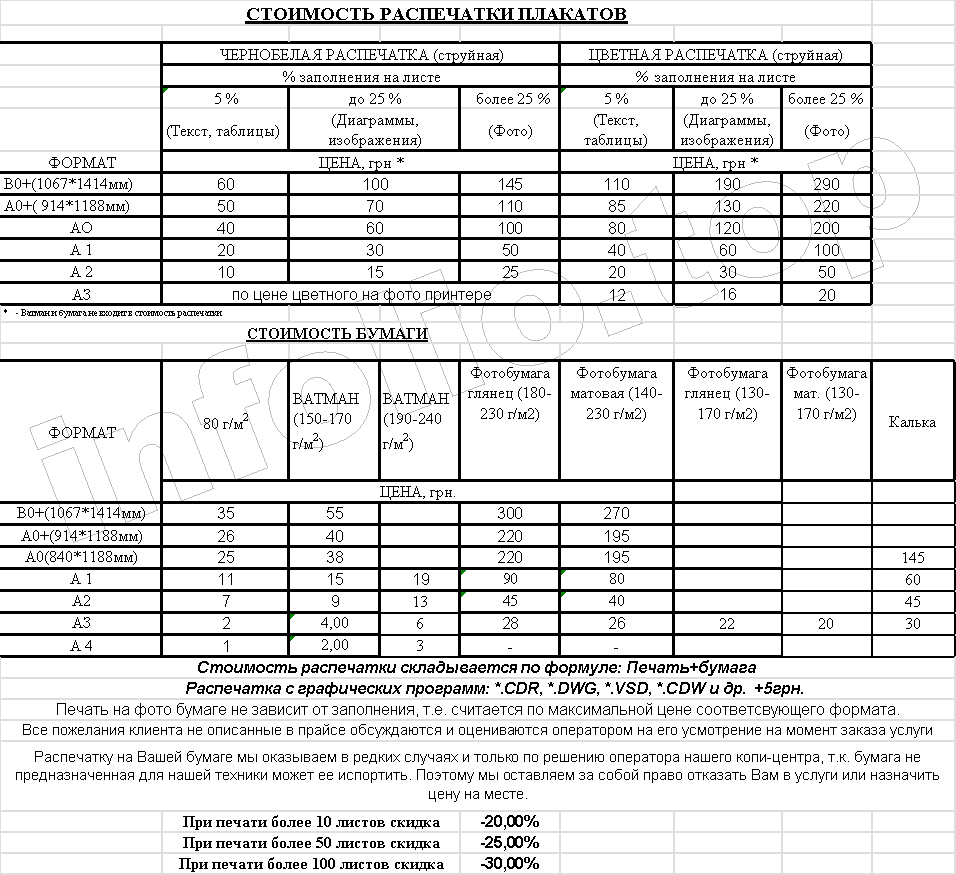 СТОИМОСТЬ РАСПЕЧАТКИ ПЛАКАТОВ
ЧЕРНОБЕЛАЯ РАСПЕЧАТКА (струйная) ЦВЕТНАЯ РАСПЕЧАТКА (струйная)
% заполнения на листе % заполнения на листе
5 % до 25 % более 25 % 5 % до 25 % более 25 %
(Текст, таблицы) (Диаграммы, изображения) (Фото) (Текст, таблицы) (Диаграммы, изображения) (Фото)
ФОРМАТ ЦЕНА, грн * ЦЕНА, грн *
В0+(1067*1414мм) 60 100 145 110 190 290
А0+( 914*1188мм) 50 70 110 85 130 220
АО 40 60 100 80 120 200
А 1 20 30 50 40 60 100
А 2 10 15 25 20 30 50
А3 по цене цветного на фото принтере 12 16 20
* - Ватман и бумага не входит в стоимость распечатки
СТОИМОСТЬ БУМАГИ
ФОРМАТ 80 г/м2 ВАТМАН (150-170 г/м2) ВАТМАН (190-240 г/м2) Фотобумага глянец (180-230 г/м2) Фотобумага матовая (140-230 г/м2) Фотобумага глянец (130-170 г/м2) Фотобумага мат. (130-170 г/м2) Калька
ЦЕНА, грн.
В0+(1067*1414мм) 35 55 300 270
А0+(914*1188мм) 26 40 220 195
А0(840*1188мм) 25 38 220 195 145
А 1 11 15 19 90 80 60
А2 7 9 13 45 40 45
А3 2 4,00 6 28 26 22 20 30
А 4 1 2,00 3 - -
Стоимость распечатки складывается по формуле: Печать+бумага
Распечатка с графических программ: *.CDR, *.DWG, *.VSD, *.CDW и др. +5грн.
Печать на фото бумаге не зависит от заполнения, т.е. считается по максимальной цене соответсвующего формата.
Все пожелания клиента не описанные в прайсе обсуждаются и оцениваются оператором на его усмотрение на момент заказа услуги
Распечатку на Вашей бумаге мы оказываем в редких случаях и только по решению оператора нашего копи-центра, т.к. бумага не
предназначенная для нашей техники может ее испортить. Поэтому мы оставляем за собой право отказать Вам в услуги или назначить
цену на месте.
При печати более 10 листов скидка -20,00%
При печати более 50 листов скидка -25,00%
При печати более 100 листов скидка -30,00%
infolio.top